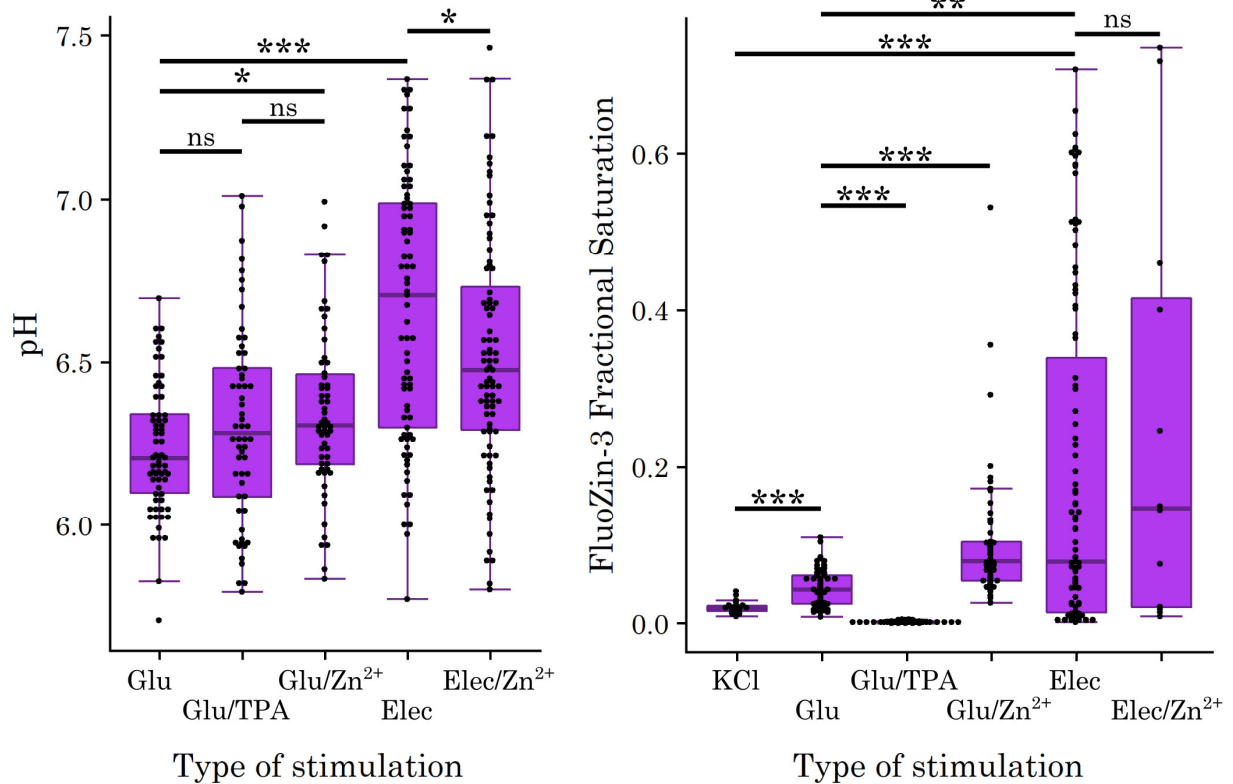 7.5
7.0
6.5
6.0
pH
***
*
*
ns
ns
Glu
Glu/TPA
Glu/Zn²⁺
Elec
Elec/Zn²⁺
Type of stimulation
0.6
0.4
0.2
0.0
FluoZin-3 Fractional Saturation
**
ns
***
***
***
***
KCl
Glu
Glu/TPA
Glu/Zn²⁺
Elec
Elec/Zn²⁺
Type of stimulation